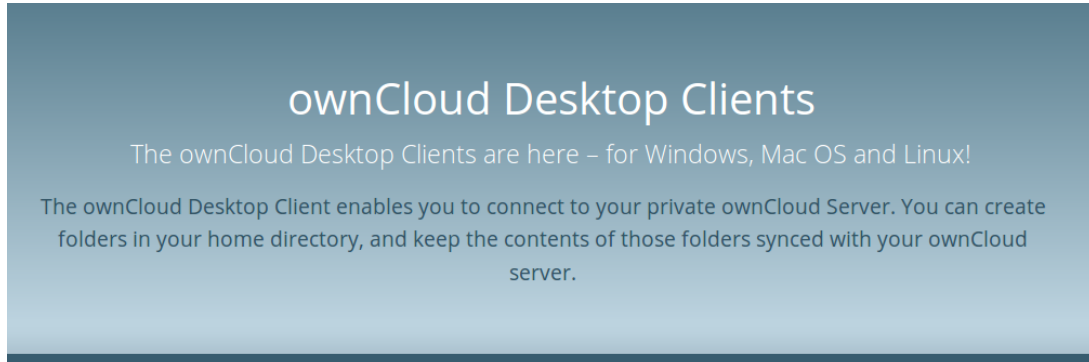 ownCloud Desktop Clients
The ownCloud Desktop Clients are here – for Windows, Mac OS and Linux!
The ownCloud Desktop Client enables you to connect to your private ownCloud Server. You can create
folders in your home directory, and keep the contents of those folders synced with your ownCloud
server.